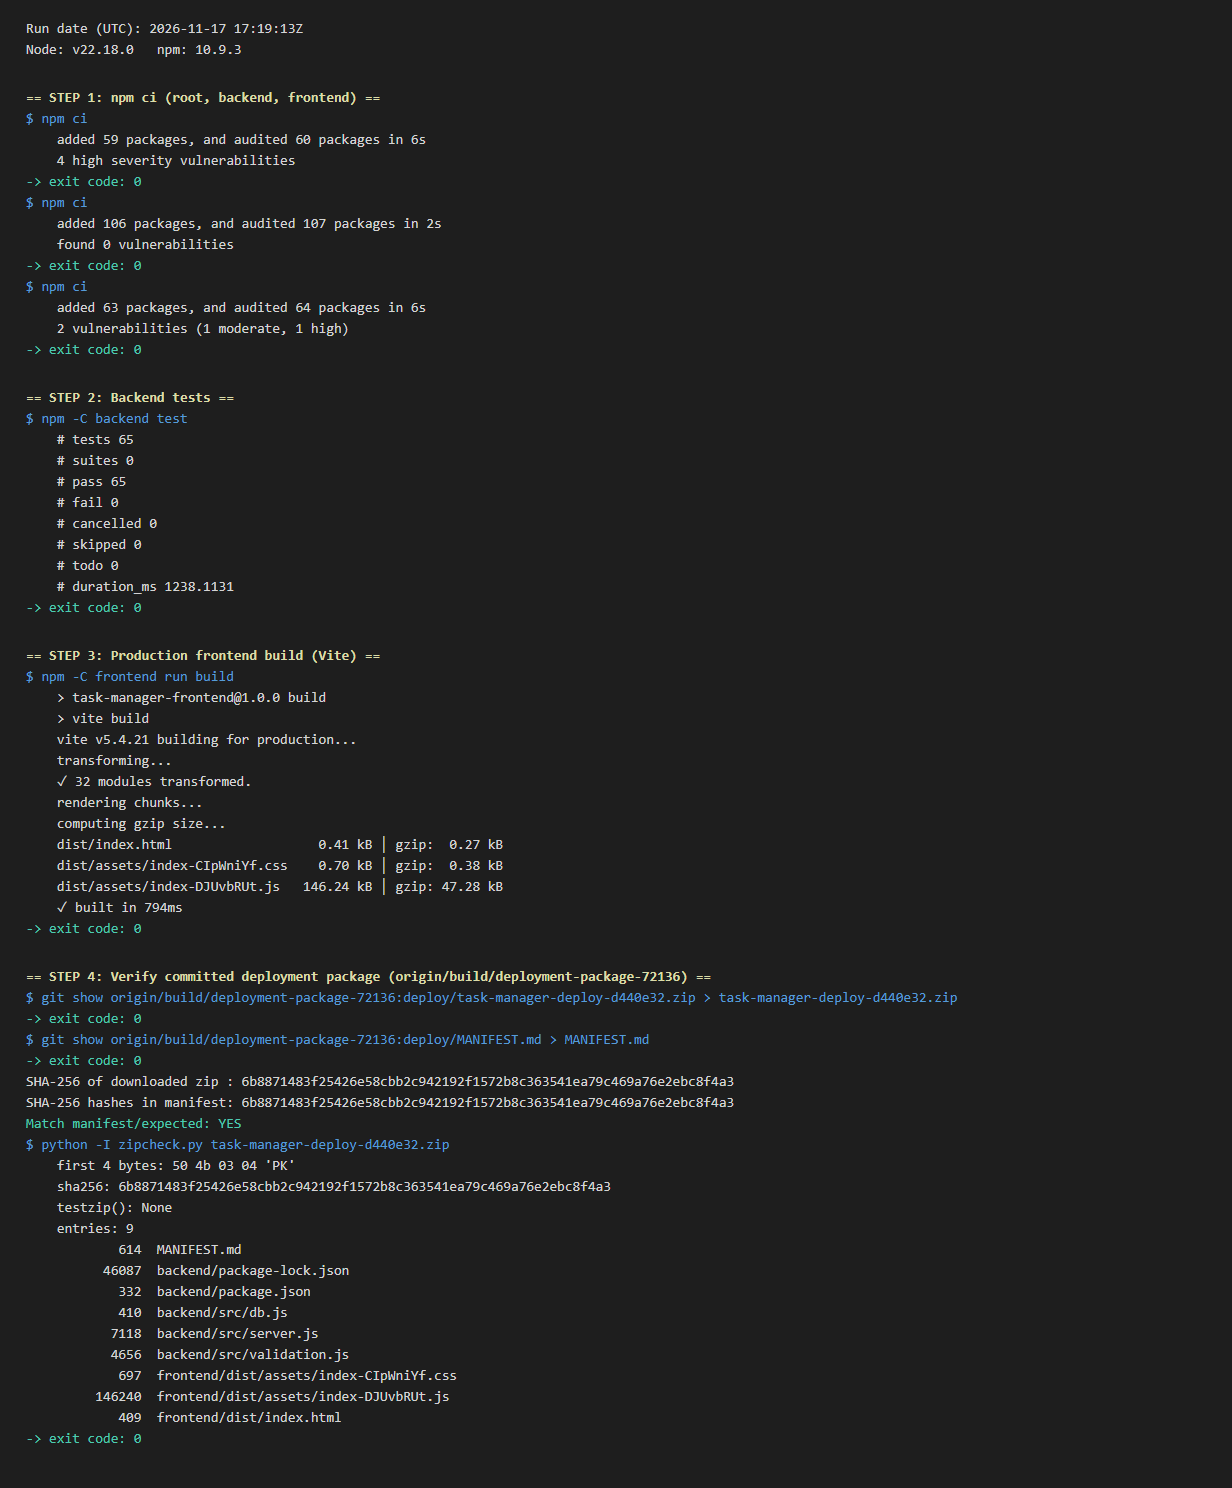 Run date (UTC): 2026-11-17 17:19:13Z
Node: v22.18.0   npm: 10.9.3
== STEP 1: npm ci (root, backend, frontend) ==
$ npm ci
added 59 packages, and audited 60 packages in 6s
4 high severity vulnerabilities
-> exit code: 0
$ npm ci
added 106 packages, and audited 107 packages in 2s
found 0 vulnerabilities
-> exit code: 0
$ npm ci
added 63 packages, and audited 64 packages in 6s
2 vulnerabilities (1 moderate, 1 high)
-> exit code: 0
== STEP 2: Backend tests ==
$ npm -C backend test
# tests 65
# suites 0
# pass 65
# fail 0
# cancelled 0
# skipped 0
# todo 0
# duration_ms 1238.1131
-> exit code: 0
== STEP 3: Production frontend build (Vite) ==
$ npm -C frontend run build
> task-manager-frontend@1.0.0 build
> vite build
vite v5.4.21 building for production...
transforming...
✓ 32 modules transformed.
rendering chunks...
computing gzip size...
dist/index.html                   0.41 kB │ gzip:  0.27 kB
dist/assets/index-CIpWniYf.css    0.70 kB │ gzip:  0.38 kB
dist/assets/index-DJUvbRUt.js   146.24 kB │ gzip: 47.28 kB
✓ built in 794ms
-> exit code: 0
== STEP 4: Verify committed deployment package (origin/build/deployment-package-72136) ==
$ git show origin/build/deployment-package-72136:deploy/task-manager-deploy-d440e32.zip > task-manager-deploy-d440e32.zip
-> exit code: 0
$ git show origin/build/deployment-package-72136:deploy/MANIFEST.md > MANIFEST.md
-> exit code: 0
SHA-256 of downloaded zip : 6b8871483f25426e58cbb2c942192f1572b8c363541ea79c469a76e2ebc8f4a3
SHA-256 hashes in manifest: 6b8871483f25426e58cbb2c942192f1572b8c363541ea79c469a76e2ebc8f4a3
Match manifest/expected: YES
$ python -I zipcheck.py task-manager-deploy-d440e32.zip
first 4 bytes: 50 4b 03 04 'PK'
sha256: 6b8871483f25426e58cbb2c942192f1572b8c363541ea79c469a76e2ebc8f4a3
testzip(): None
entries: 9
614  MANIFEST.md
46087  backend/package-lock.json
332  backend/package.json
410  backend/src/db.js
7118  backend/src/server.js
4656  backend/src/validation.js
697  frontend/dist/assets/index-CIpWniYf.css
146240  frontend/dist/assets/index-DJUvbRUt.js
409  frontend/dist/index.html
-> exit code: 0